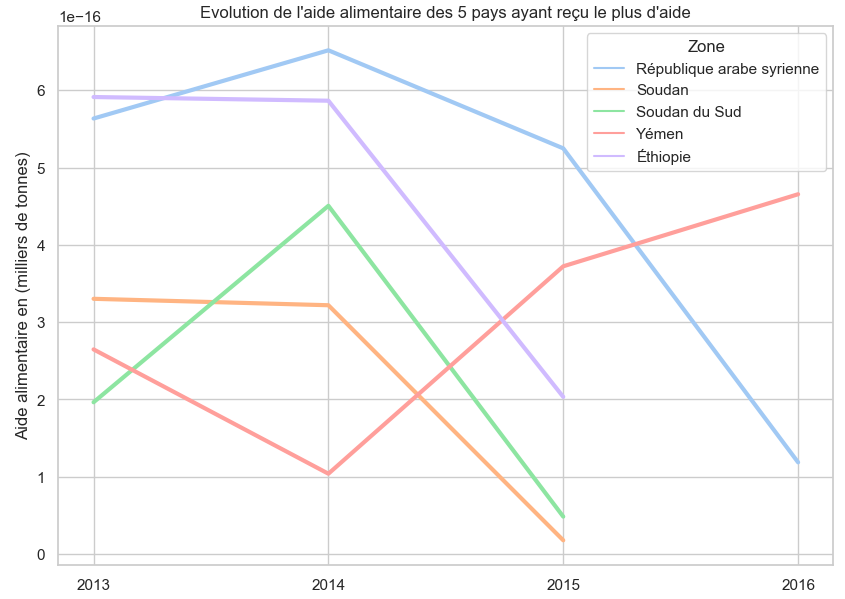 Evolution de l'aide alimentaire des 5 pays ayant reçu le plus d'aide
1e−16
Zone
République arabe syrienne
Soudan
Soudan du Sud
Yémen
Éthiopie
Aide alimentaire en (milliers de tonnes)
6
5
4
3
2
1
0
2013
2014
2015
2016